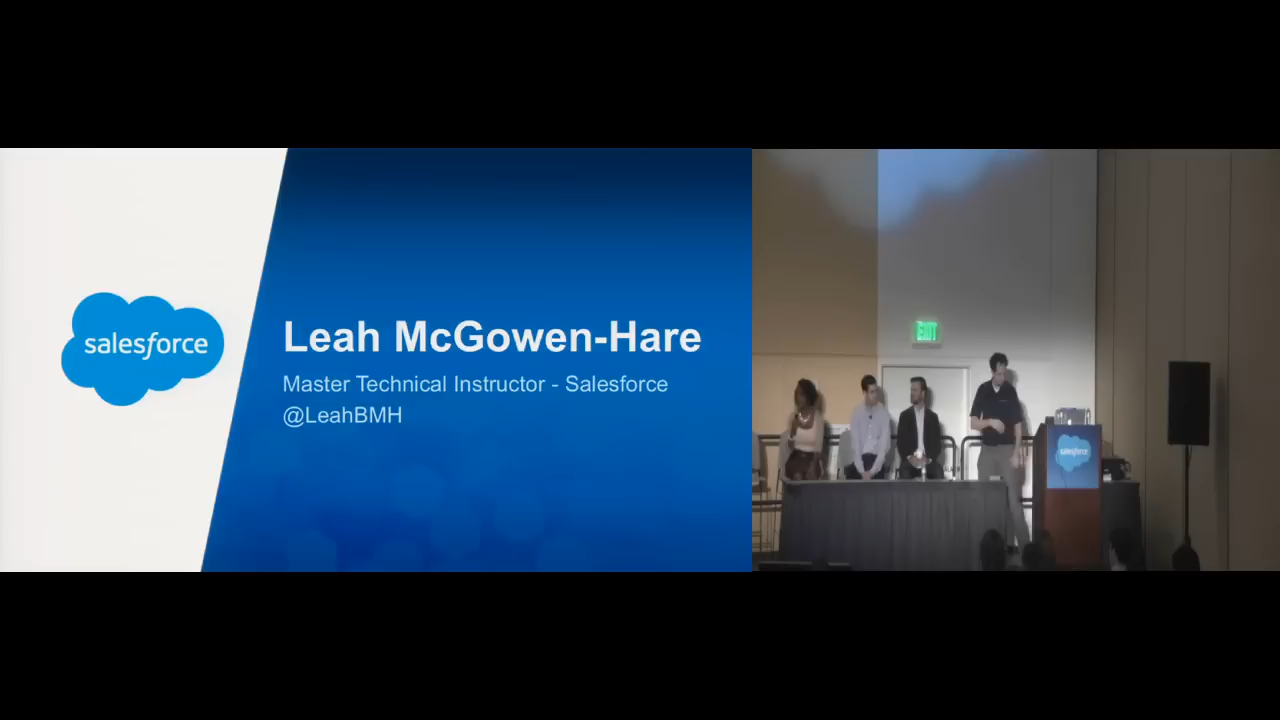 salesforce
Leah McGowen-Hare
Master Technical Instructor - Salesforce
@LeahBMH
EXIT
salesforce